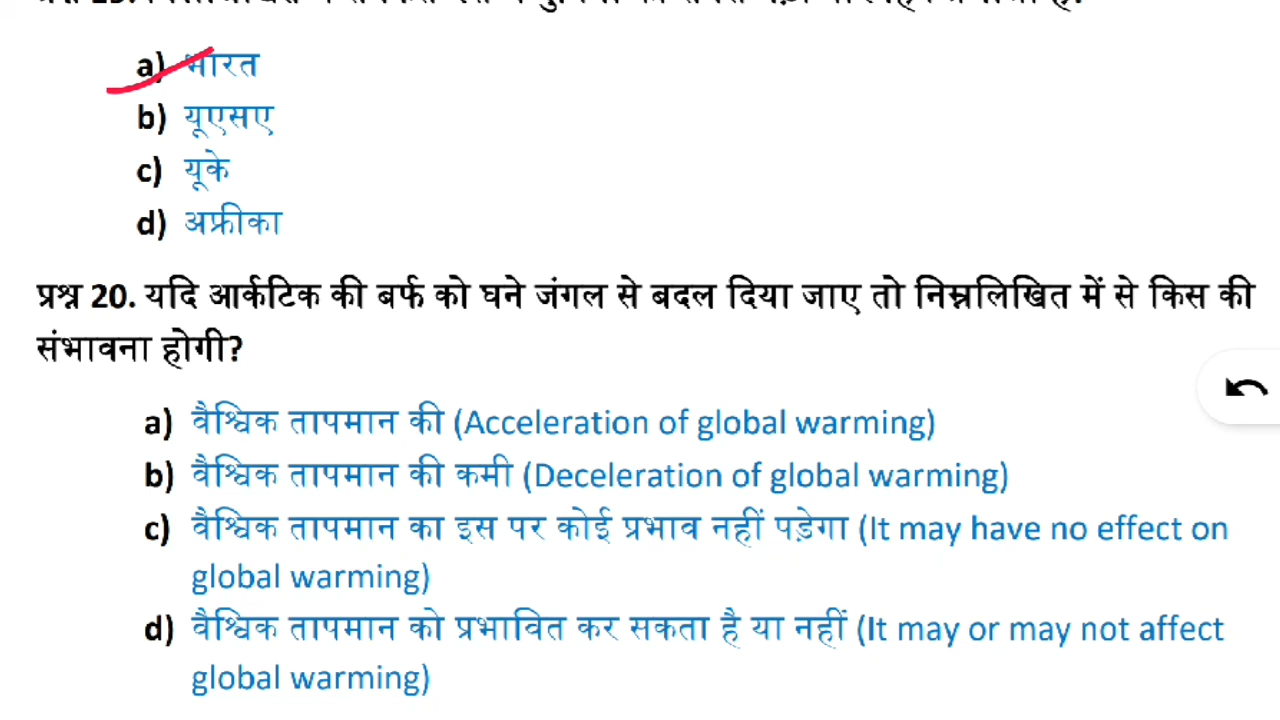 a) भारत
b) यूएसए
c) यूके
d) अफ्रीका
प्रश्न 20. यदि आर्कटिक की बर्फ को घने जंगल से बदल दिया जाए तो निम्नलिखित में से किस की
संभावना होगी?
a) वैश्विक तापमान की (Acceleration of global warming)
b) वैश्विक तापमान की कमी (Deceleration of global warming)
c) वैश्विक तापमान का इस पर कोई प्रभाव नहीं पड़ेगा (It may have no effect on
global warming)
d) वैश्विक तापमान को प्रभावित कर सकता है या नहीं (It may or may not affect
global warming)